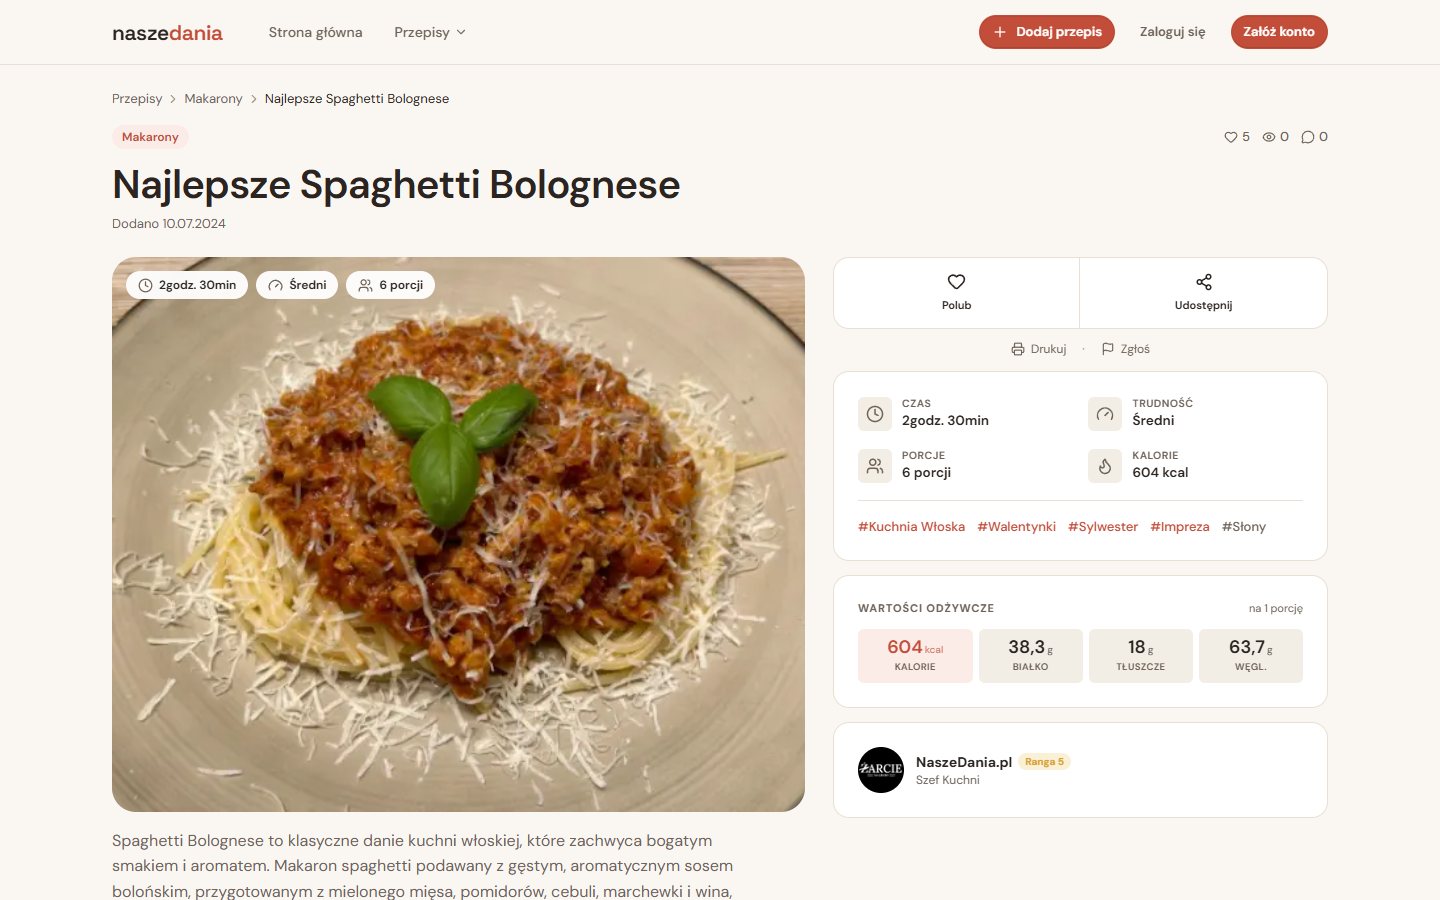 naszedania
Strona główna
Przepisy
Dodaj przepis
Zaloguj się
Załóż konto
Przepisy
Makarony
Najlepsze Spaghetti Bolognese
Makarony
5
0
0
Najlepsze Spaghetti Bolognese
Dodano 10.07.2024
2godz. 30min
Średni
6 porcji
Polub
Udostępnij
Drukuj
·
Zgłoś
CZAS
2godz. 30min
TRUDNOŚĆ
Średni
PORCJE
6 porcji
KALORIE
604 kcal
#Kuchnia Włoska #Walentynki #Sylwester #Impreza #Słony
WARTOŚCI ODŻYWCZE
na 1 porcję
604 kcal
KALORIE
38,3 g
BIAŁKO
18 g
TŁUSZCZE
63,7 g
WĘGL.
ŻARCIE
NaszeDania.pl
Ranga 5
Szef Kuchni
Spaghetti Bolognese to klasyczne danie kuchni włoskiej, które zachwyca bogatym
smakiem i aromatem. Makaron spaghetti podawany z gęstym, aromatycznym sosem
bolońskim, przygotowanym z mielonego mięsa, pomidorów, cebuli, marchewki i wina,